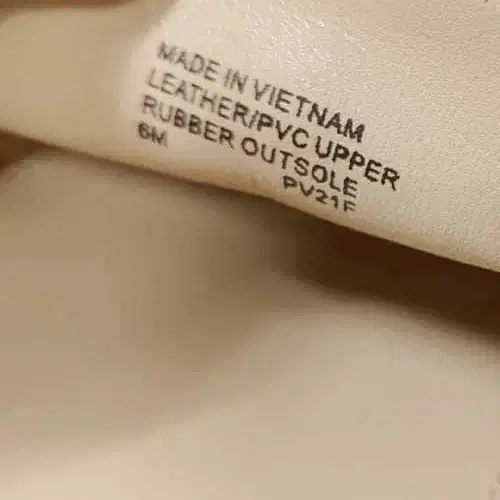 MADE IN VIETNAM
LEATHER/PVC UPPER
RUBBER OUTSOLE
6M
PV21F